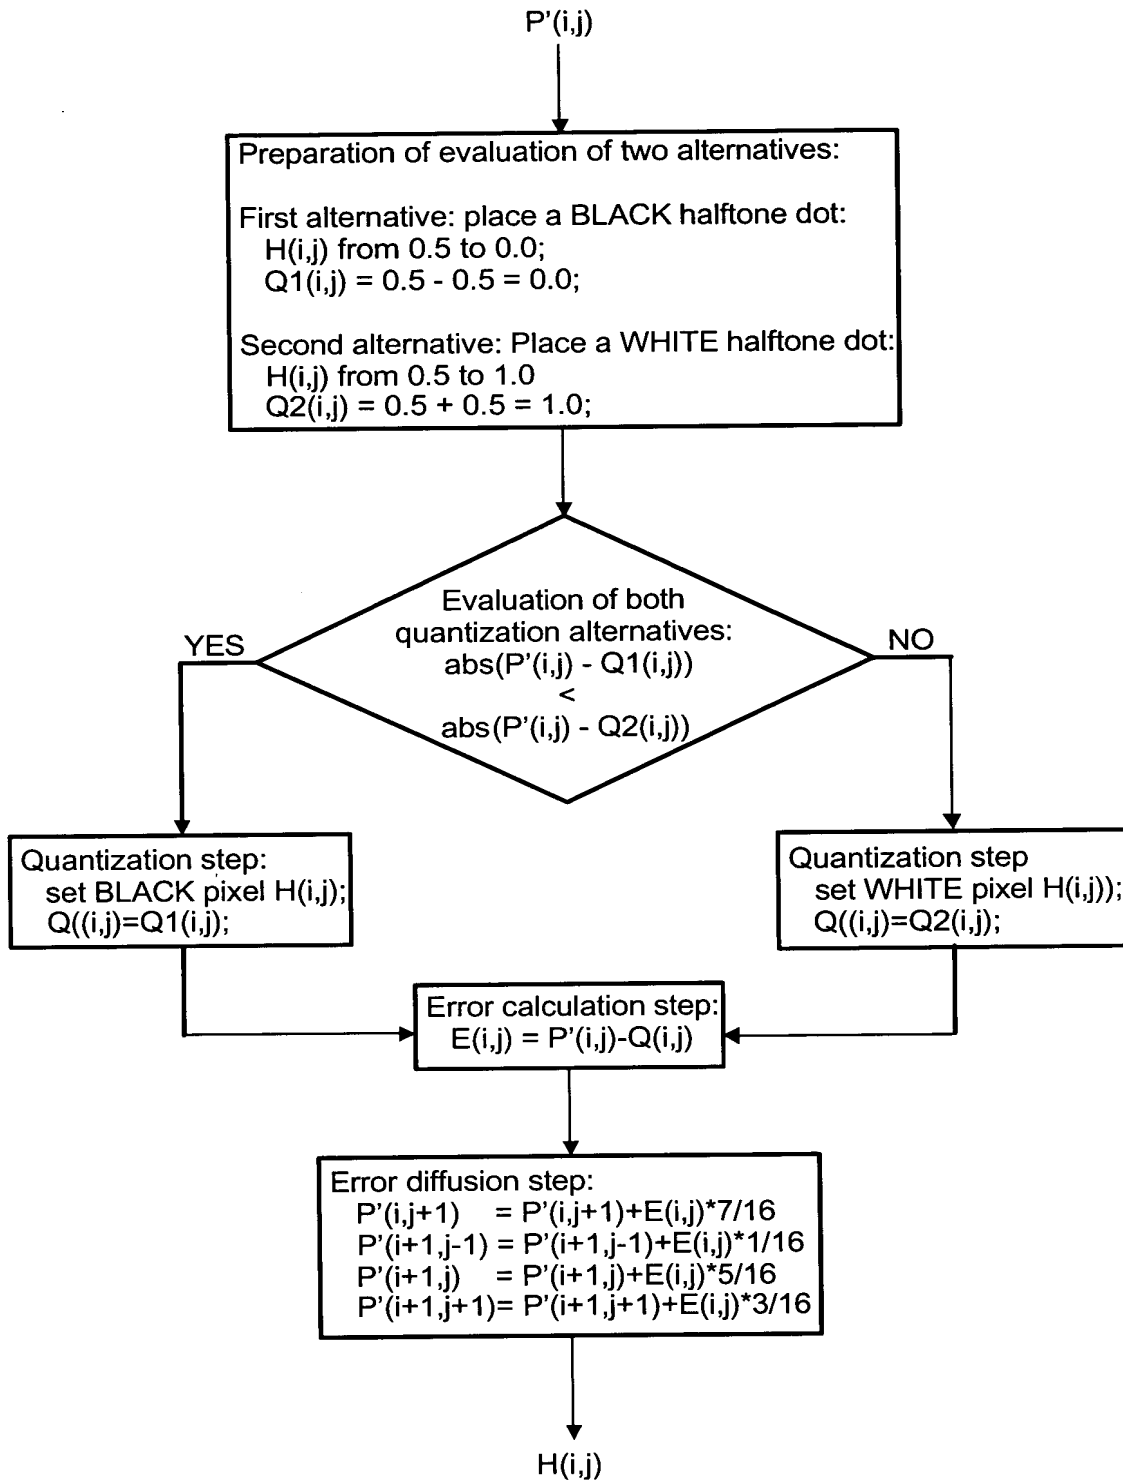 P'(i,j)
Preparation of evaluation of two alternatives:
First alternative: place a BLACK halftone dot:
H(i,j) from 0.5 to 0.0;
Q1(i,j) = 0.5 - 0.5 = 0.0;
Second alternative: Place a WHITE halftone dot:
H(i,j) from 0.5 to 1.0
Q2(i,j) = 0.5 + 0.5 = 1.0;
Evaluation of both
quantization alternatives:
abs(P'(i,j) - Q1(i,j))
<
abs(P'(i,j) - Q2(i,j))
YES
NO
Quantization step:
set BLACK pixel H(i,j);
Q((i,j)=Q1(i,j);
Quantization step
set WHITE pixel H(i,j));
Q((i,j)=Q2(i,j);
Error calculation step:
E(i,j) = P'(i,j)-Q(i,j)
Error diffusion step:
P'(i,j+1) = P'(i,j+1)+E(i,j)*7/16
P'(i+1,j-1) = P'(i+1,j-1)+E(i,j)*1/16
P'(i+1,j) = P'(i+1,j)+E(i,j)*5/16
P'(i+1,j+1)= P'(i+1,j+1)+E(i,j)*3/16
H(i,j)